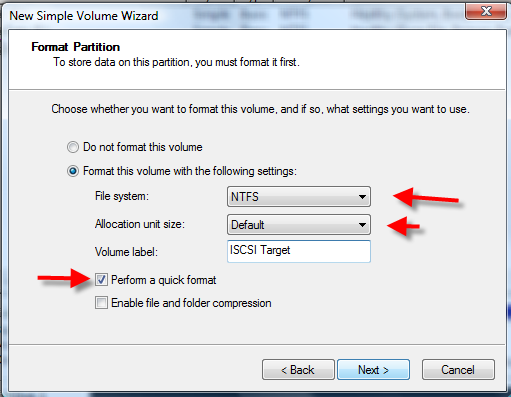 New Simple Volume Wizard
Format Partition
To store data on this partition, you must format it first.
Choose whether you want to format this volume, and if so, what settings you want to use.
Do not format this volume
Format this volume with the following settings:
File system: NTFS
Allocation unit size: Default
Volume label: ISCSI Target
Perform a quick format
Enable file and folder compression
< Back Next > Cancel